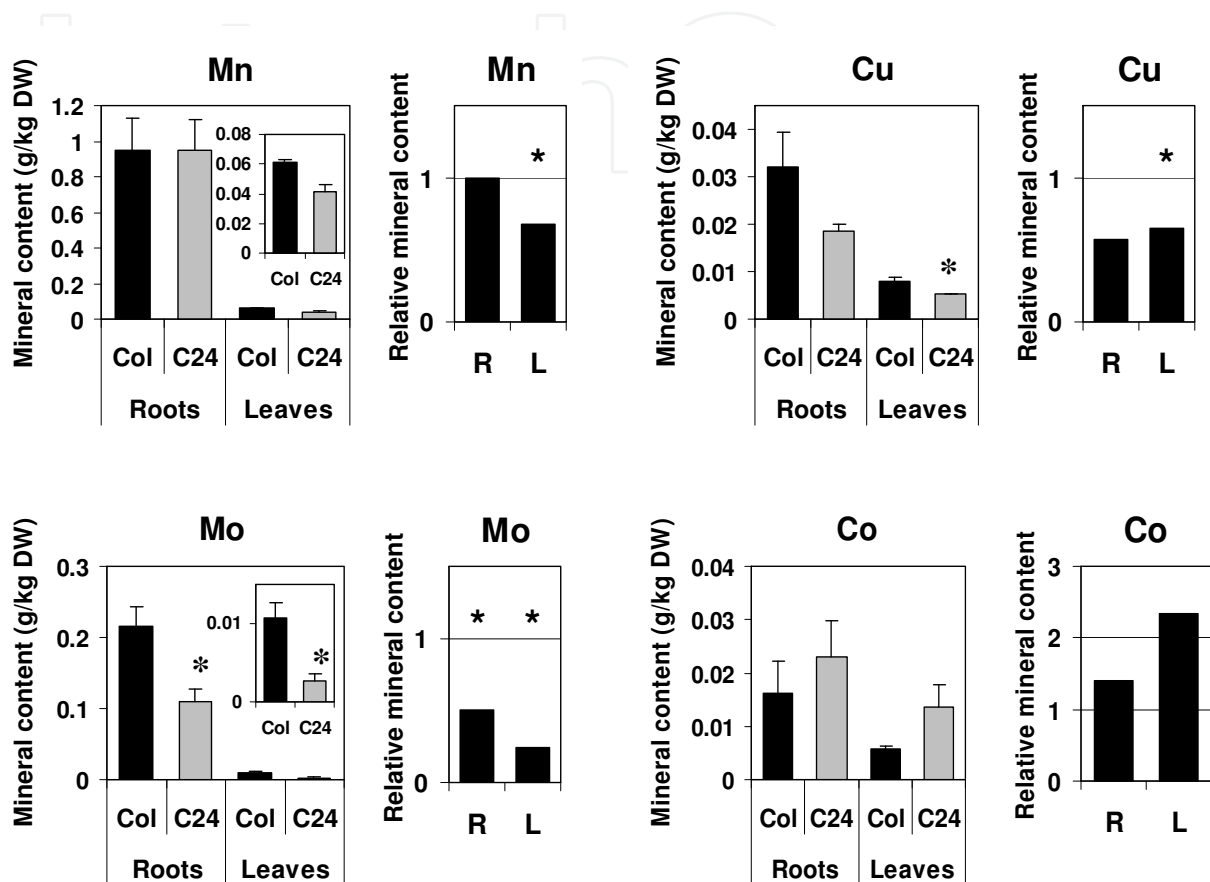 Mn
Mineral content (g/kg DW)
1.2
1
0.8
0.6
0.4
0.2
0
0.08
0.06
0.04
0.02
0
Col C24
Col C24 Col C24
Roots Leaves
Mn
Relative mineral content
1
0
*
R L
Cu
Mineral content (g/kg DW)
0.04
0.03
0.02
0.01
0
*
Col C24 Col C24
Roots Leaves
Cu
Relative mineral content
1
0
*
R L
Mo
Mineral content (g/kg DW)
0.3
0.2
0.1
0
*
0.01
0
*
Col C24
Col C24 Col C24
Roots Leaves
Mo
Relative mineral content
1
0
* *
R L
Co
Mineral content (g/kg DW)
0.04
0.03
0.02
0.01
0
Col C24 Col C24
Roots Leaves
Co
Relative mineral content
3
2
1
0
R L